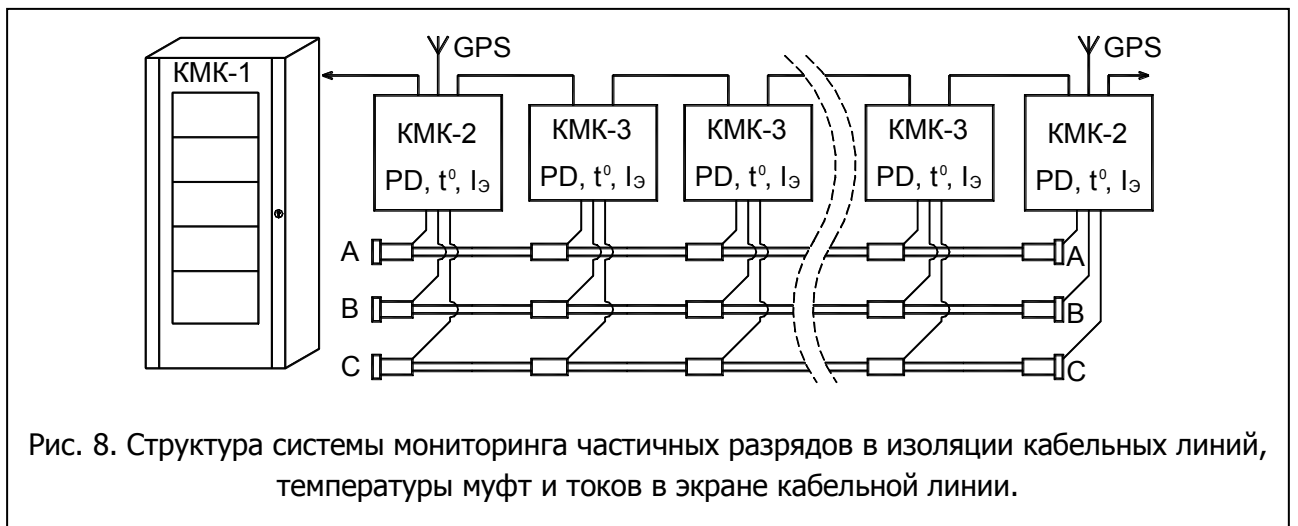 GPS
GPS
КМК-1
КМК-2
КМК-3
КМК-3
КМК-3
КМК-2
PD, t⁰, Iэ
PD, t⁰, Iэ
PD, t⁰, Iэ
PD, t⁰, Iэ
PD, t⁰, Iэ
A
A
B
B
C
C
Рис. 8. Структура системы мониторинга частичных разрядов в изоляции кабельных линий,
температуры муфт и токов в экране кабельной линии.